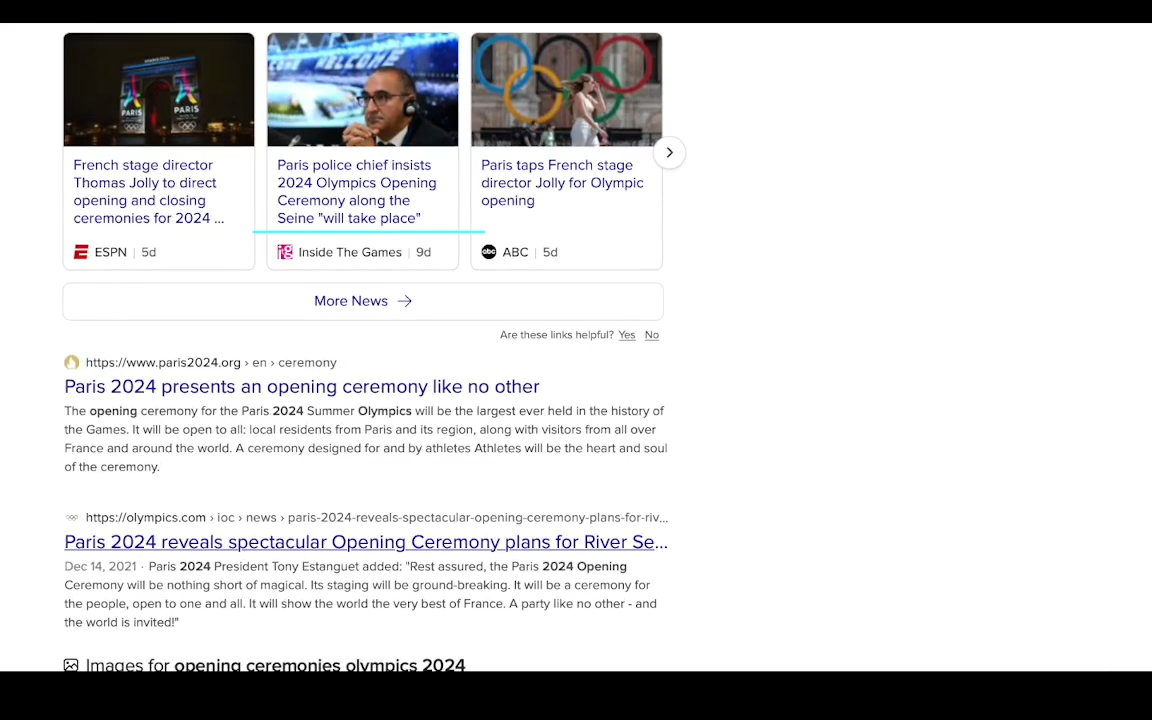 WELCOME WELCOME
PARIS PARIS
French stage director
Thomas Jolly to direct
opening and closing
ceremonies for 2024 ...
ESPN | 5d
Paris police chief insists
2024 Olympics Opening
Ceremony along the
Seine "will take place"
Inside The Games | 9d
Paris taps French stage
director Jolly for Olympic
opening
abc ABC | 5d
More News →
Are these links helpful? Yes No
https://www.paris2024.org › en › ceremony
Paris 2024 presents an opening ceremony like no other
The opening ceremony for the Paris 2024 Summer Olympics will be the largest ever held in the history of
the Games. It will be open to all: local residents from Paris and its region, along with visitors from all over
France and around the world. A ceremony designed for and by athletes Athletes will be the heart and soul
of the ceremony.
https://olympics.com › ioc › news › paris-2024-reveals-spectacular-opening-ceremony-plans-for-riv...
Paris 2024 reveals spectacular Opening Ceremony plans for River Se...
Dec 14, 2021 · Paris 2024 President Tony Estanguet added: "Rest assured, the Paris 2024 Opening
Ceremony will be nothing short of magical. Its staging will be ground-breaking. It will be a ceremony for
the people, open to one and all. It will show the world the very best of France. A party like no other - and
the world is invited!"
Images for opening ceremonies olympics 2024